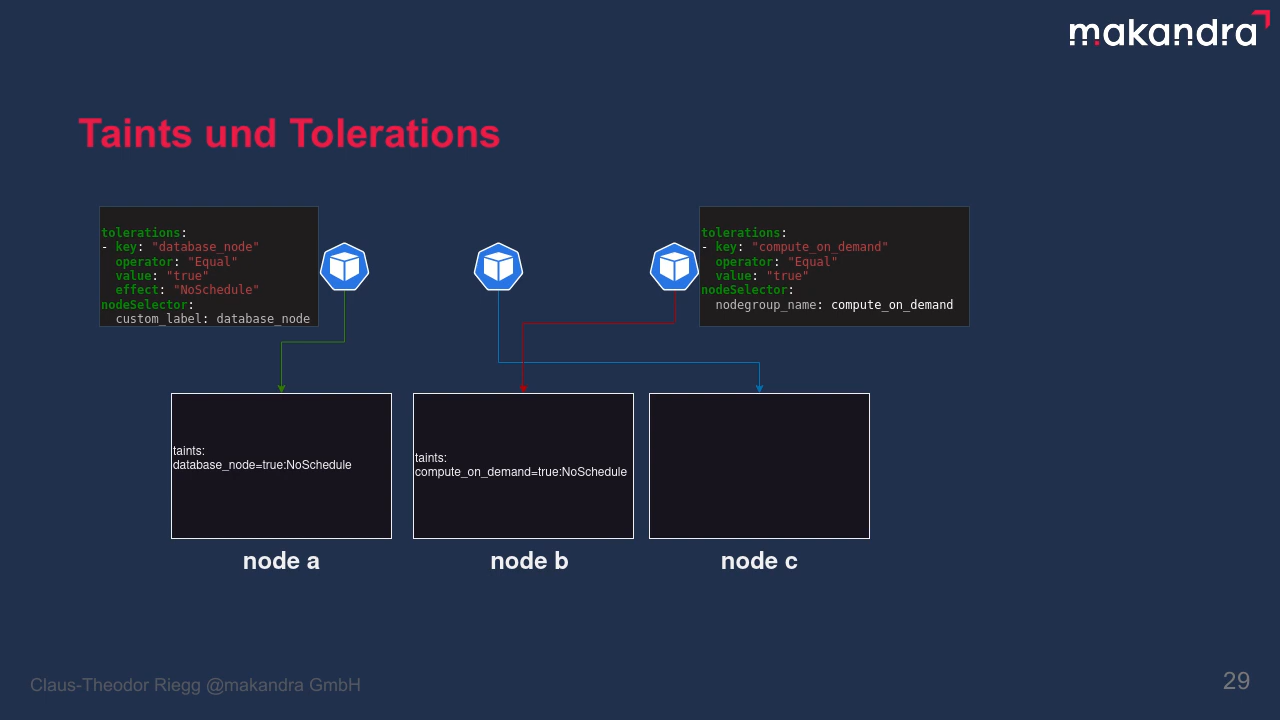 makandra
Taints und Tolerations
tolerations:
- key: "database_node"
  operator: "Equal"
  value: "true"
  effect: "NoSchedule"
nodeSelector:
  custom_label: database_node
tolerations:
- key: "compute_on_demand"
  operator: "Equal"
  value: "true"
nodeSelector:
  nodegroup_name: compute_on_demand
taints:
database_node=true:NoSchedule
taints:
compute_on_demand=true:NoSchedule
node a
node b
node c
Claus-Theodor Riegg @makandra GmbH
29